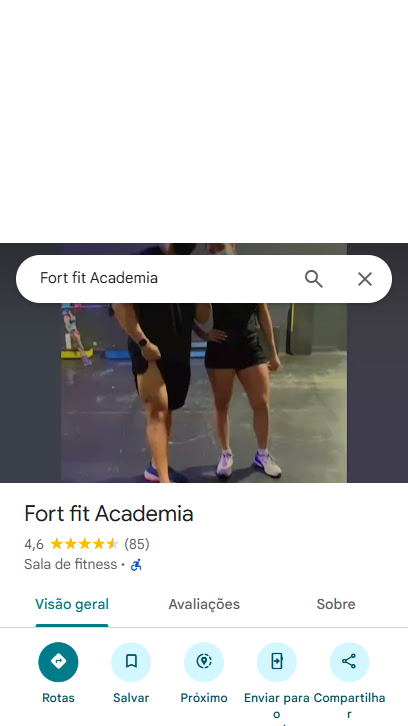 Fort fit Academia
Fort fit Academia
4,6 (85)
Sala de fitness ·
Visão geral Avaliações Sobre
Rotas Salvar Próximo Enviar para o Compartilhar